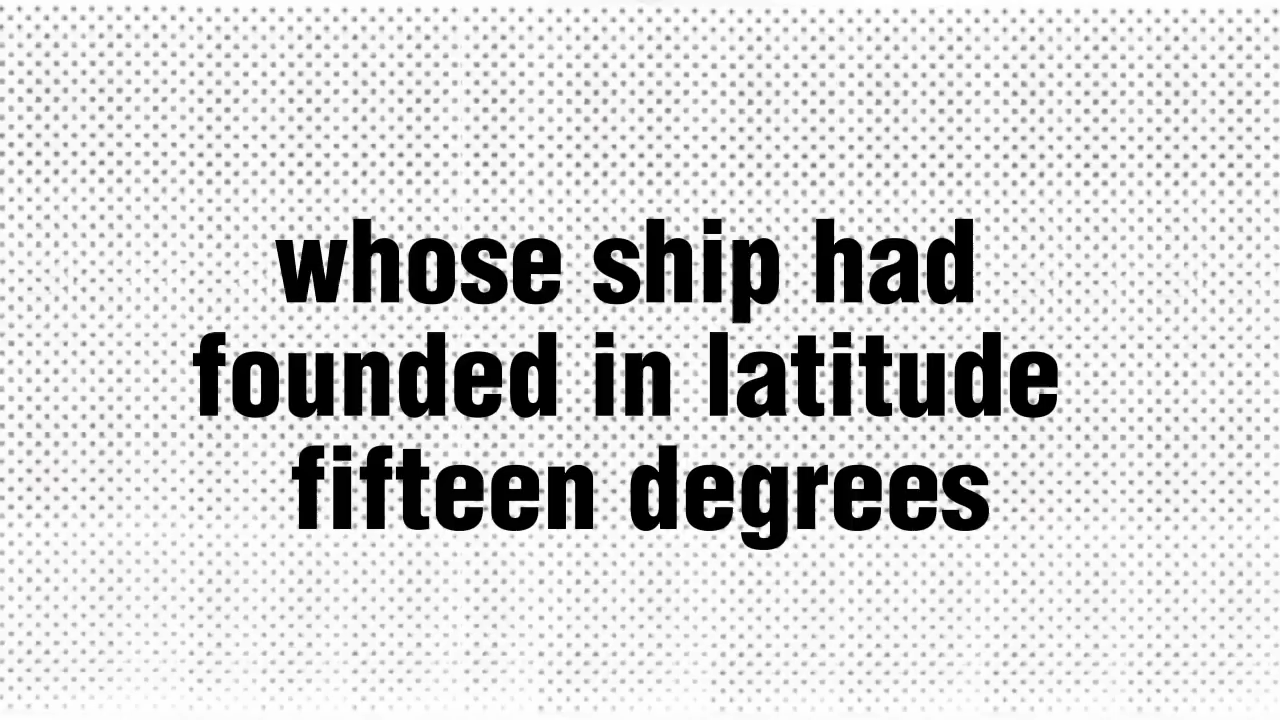 whose ship had
founded in latitude
fifteen degrees